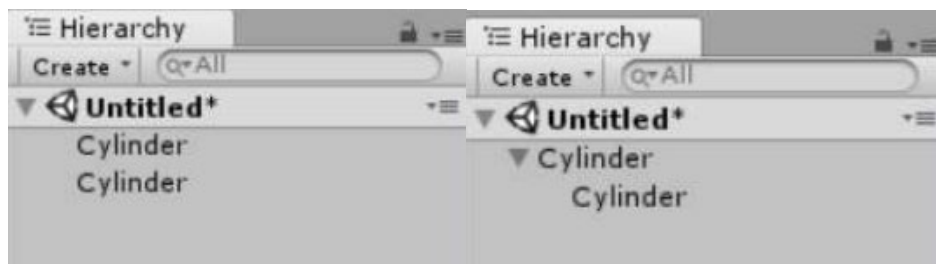 Hierarchy
Create All
Untitled*
Cylinder
Cylinder
Hierarchy
Create All
Untitled*
Cylinder
Cylinder